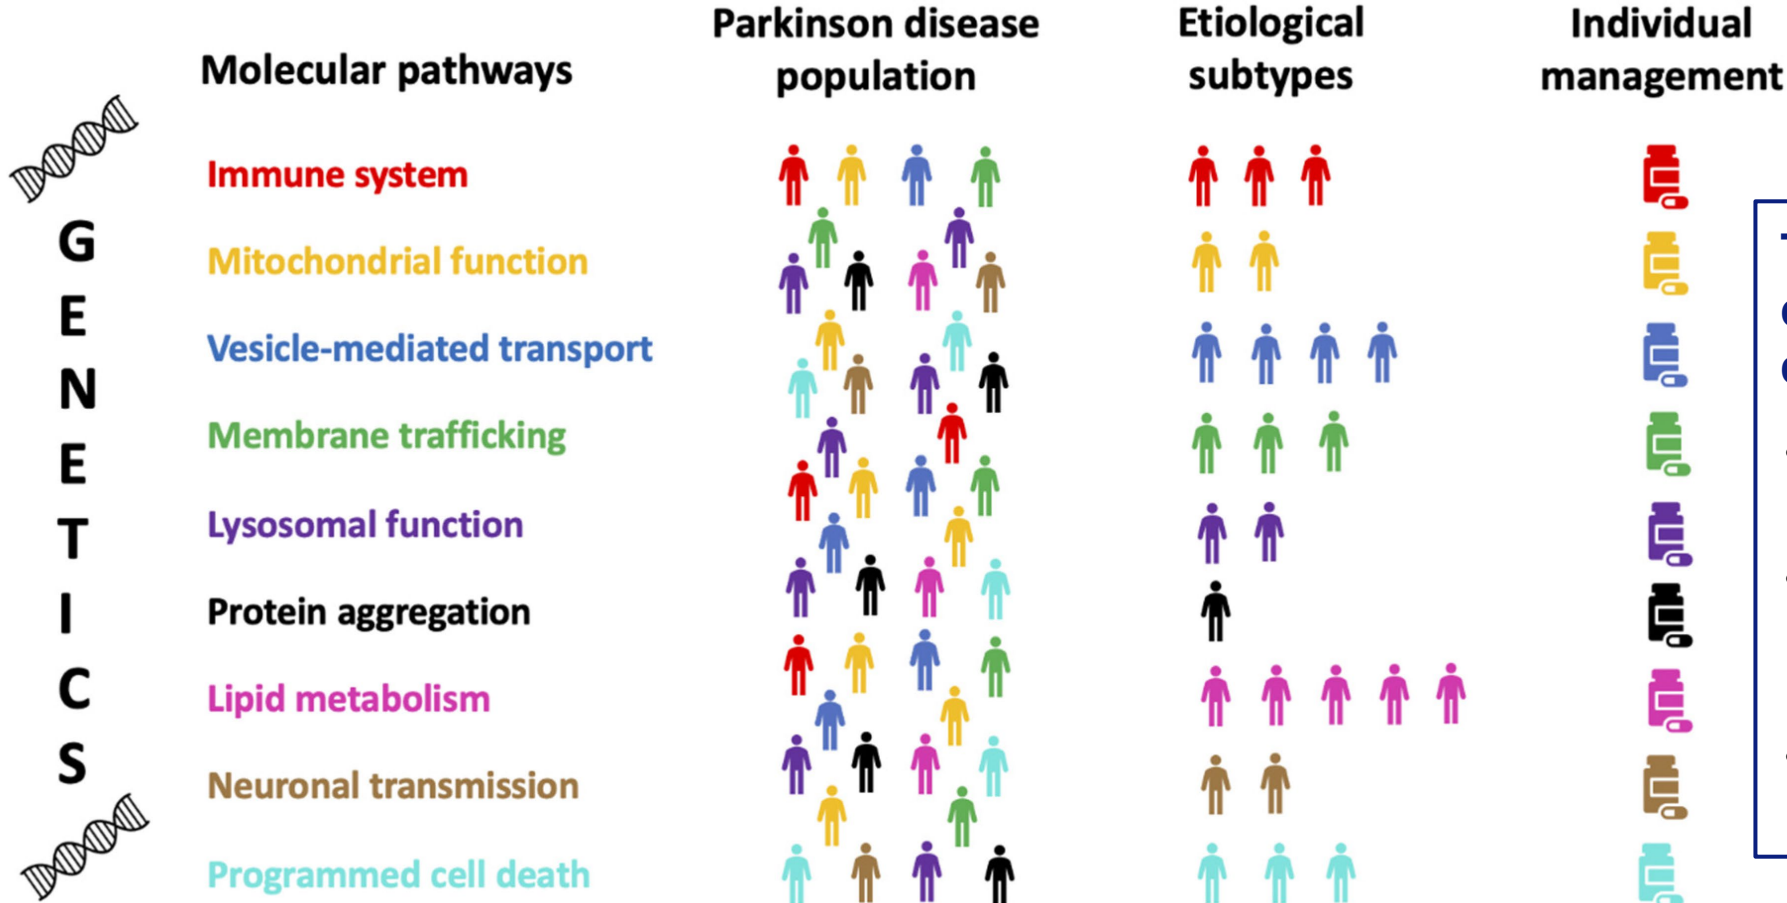 Molecular pathways
Parkinson disease
population
Etiological
subtypes
Individual
management
G
E
N
E
T
I
C
S
Immune system
Mitochondrial function
Vesicle-mediated transport
Membrane trafficking
Lysosomal function
Protein aggregation
Lipid metabolism
Neuronal transmission
Programmed cell death